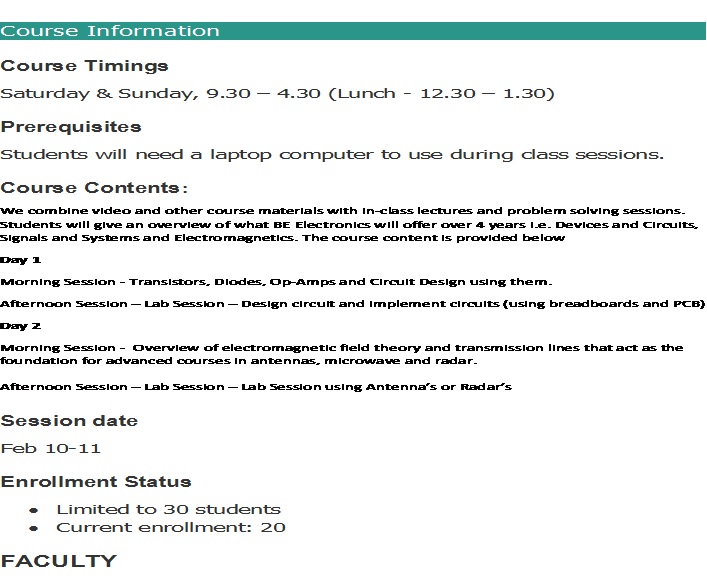 Course Information
Course Timings
Saturday & Sunday, 9.30 – 4.30 (Lunch - 12.30 – 1.30)
Prerequisites
Students will need a laptop computer to use during class sessions.
Course Contents:
We combine video and other course materials with in-class lectures and problem solving sessions.
Students will give an overview of what BE Electronics will offer over 4 years i.e. Devices and Circuits,
Signals and Systems and Electromagnetics. The course content is provided below
Day 1
Morning Session - Transistors, Diodes, Op-Amps and Circuit Design using them.
Afternoon Session – Lab Session – Design circuit and implement circuits (using breadboards and PCB)
Day 2
Morning Session - Overview of electromagnetic field theory and transmission lines that act as the
foundation for advanced courses in antennas, microwave and radar.
Afternoon Session – Lab Session – Lab Session using Antenna's or Radar's
Session date
Feb 10-11
Enrollment Status
• Limited to 30 students
• Current enrollment: 20
FACULTY